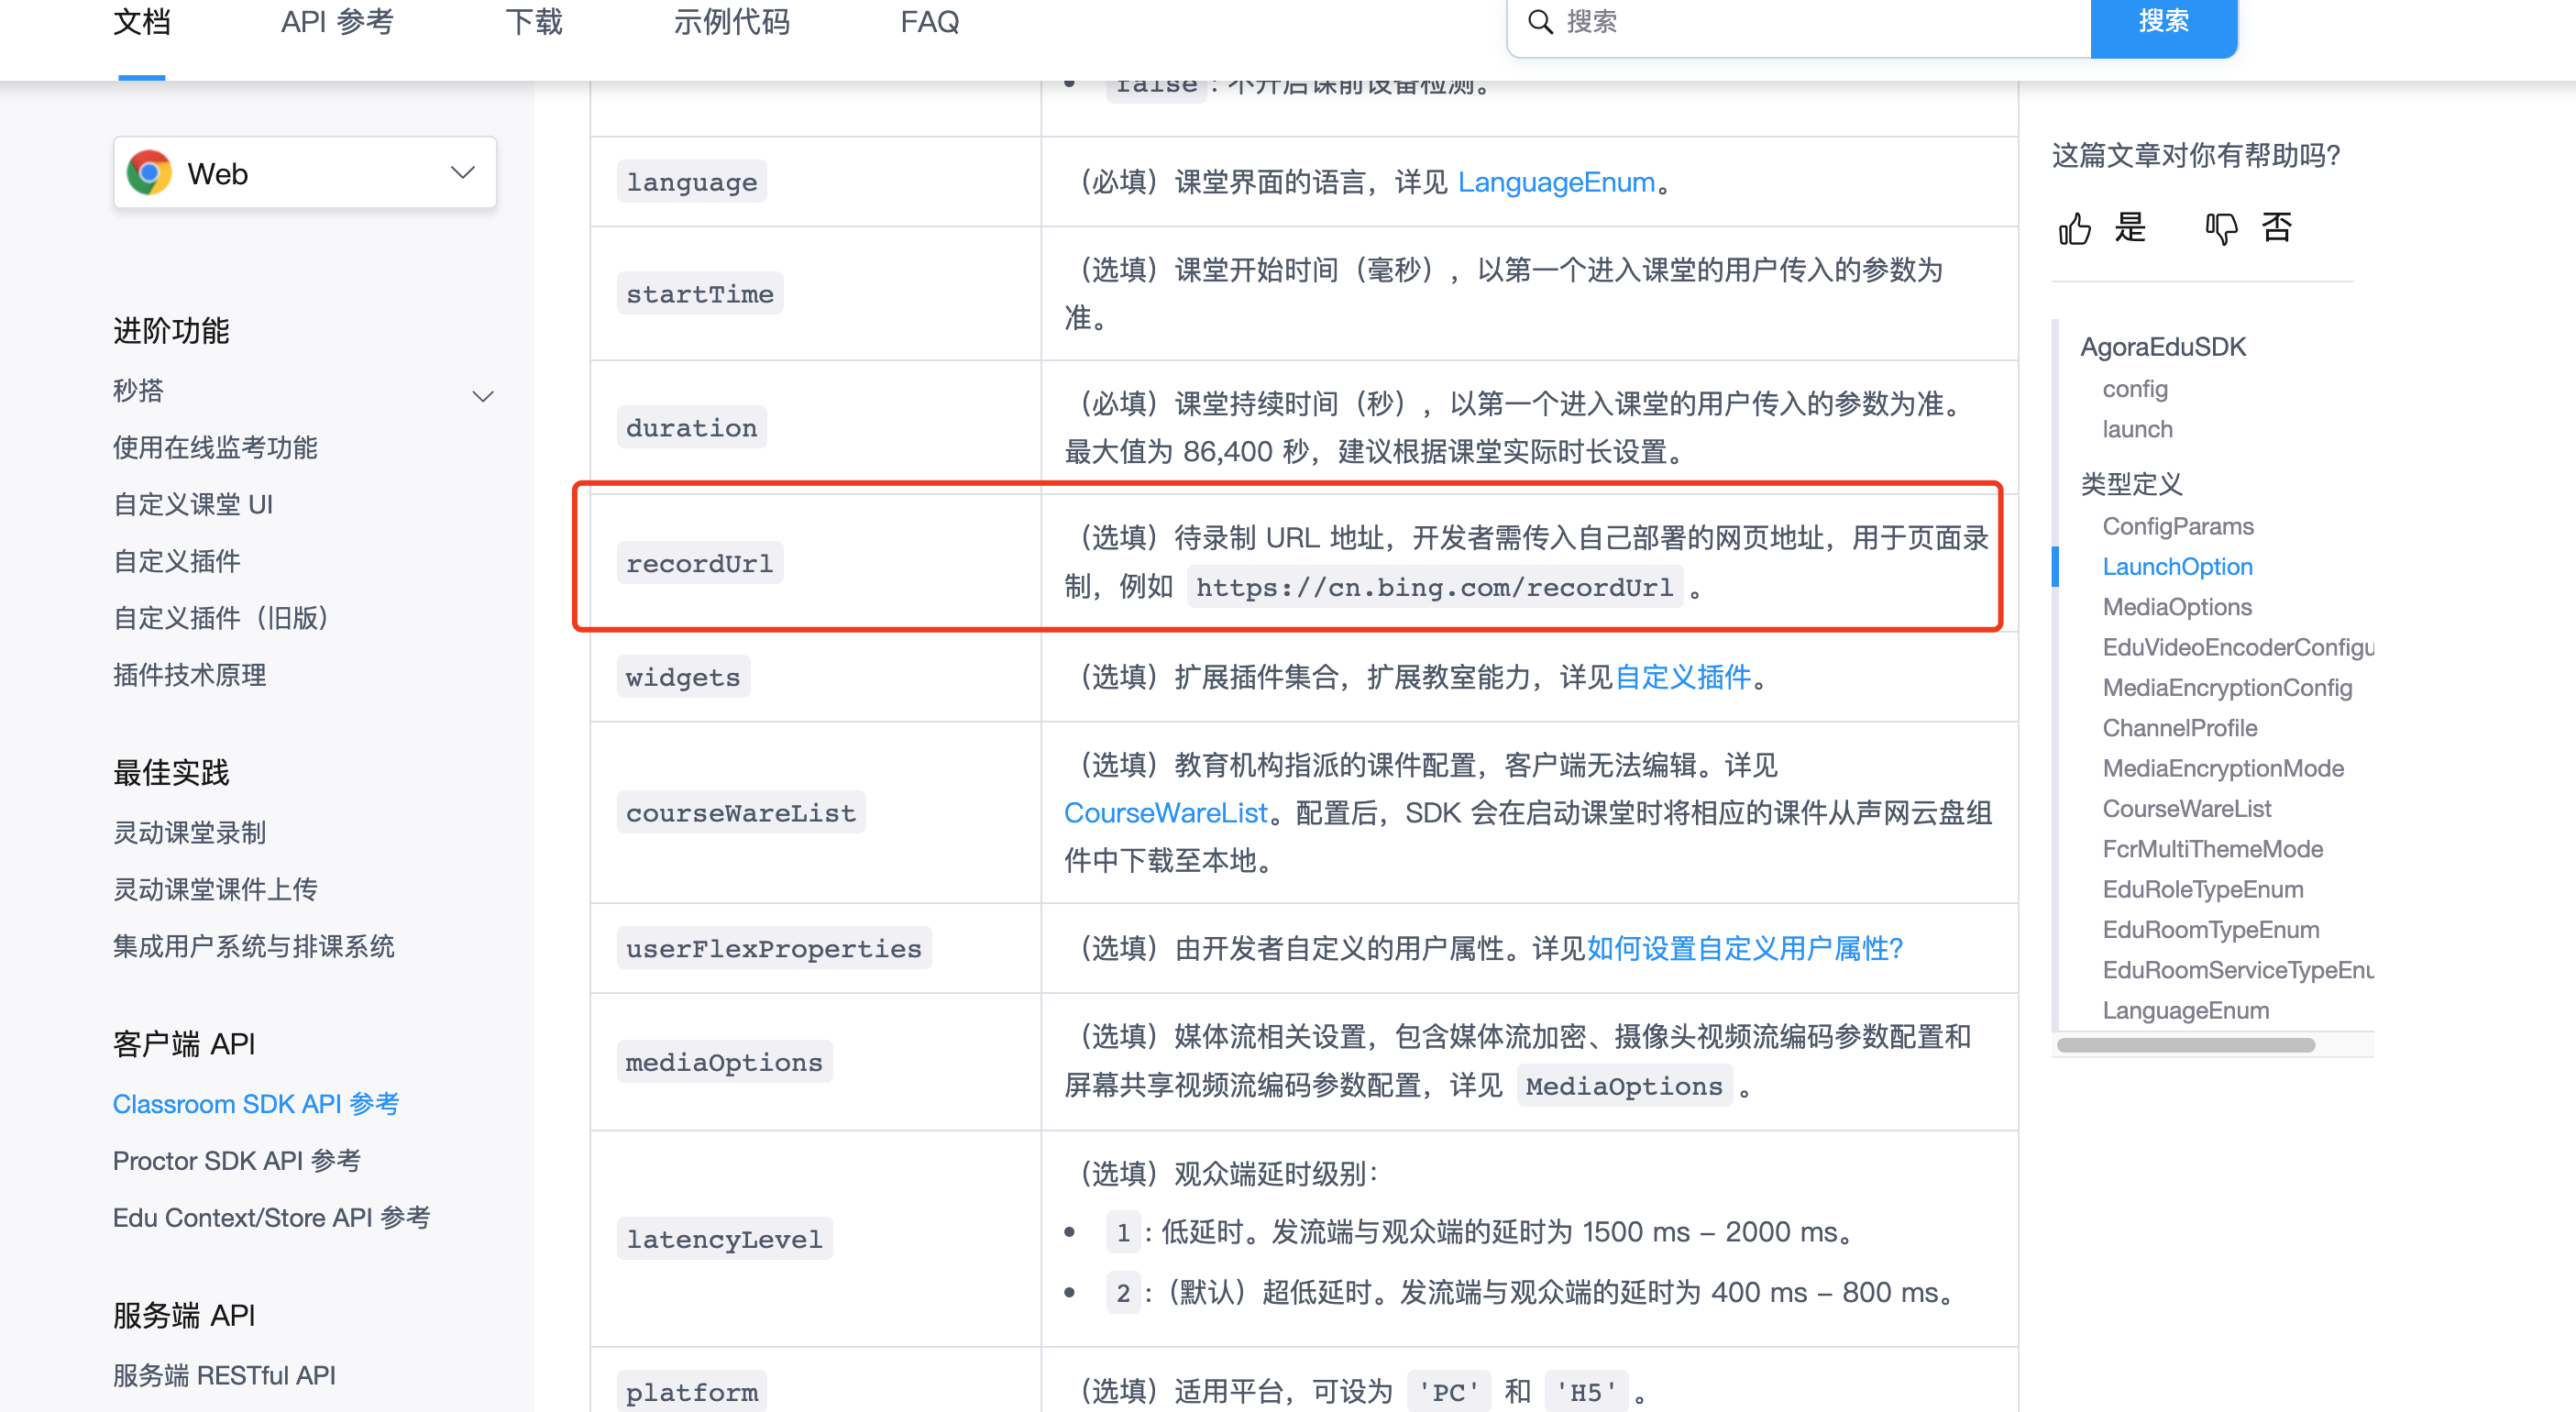 文档
API 参考
下载
示例代码
FAQ
搜索
搜索
Web
进阶功能
秒搭
使用在线监考功能
自定义课堂 UI
自定义插件
自定义插件（旧版）
插件技术原理
最佳实践
灵动课堂录制
灵动课堂课件上传
集成用户系统与排课系统
客户端 API
Classroom SDK API 参考
Proctor SDK API 参考
Edu Context/Store API 参考
服务端 API
服务端 RESTful API
false：不开启课前设备检测。
language
（必填）课堂界面的语言，详见 LanguageEnum。
startTime
（选填）课堂开始时间（毫秒），以第一个进入课堂的用户传入的参数为
准。
duration
（必填）课堂持续时间（秒），以第一个进入课堂的用户传入的参数为准。
最大值为 86,400 秒，建议根据课堂实际时长设置。
recordUrl
（选填）待录制 URL 地址，开发者需传入自己部署的网页地址，用于页面录
制，例如 https://cn.bing.com/recordUrl 。
widgets
（选填）扩展插件集合，扩展教室能力，详见自定义插件。
courseWareList
（选填）教育机构指派的课件配置，客户端无法编辑。详见
CourseWareList。配置后，SDK 会在启动课堂时将相应的课件从声网云盘组
件中下载至本地。
userFlexProperties
（选填）由开发者自定义的用户属性。详见如何设置自定义用户属性?
mediaOptions
（选填）媒体流相关设置，包含媒体流加密、摄像头视频流编码参数配置和
屏幕共享视频流编码参数配置，详见 MediaOptions 。
latencyLevel
（选填）观众端延时级别：
• 1：低延时。发流端与观众端的延时为 1500 ms – 2000 ms。
• 2：（默认）超低延时。发流端与观众端的延时为 400 ms – 800 ms。
platform
（选填）适用平台，可设为 'PC' 和 'H5' 。
这篇文章对你有帮助吗?
是
否
AgoraEduSDK
config
launch
类型定义
ConfigParams
LaunchOption
MediaOptions
EduVideoEncoderConfigu
MediaEncryptionConfig
ChannelProfile
MediaEncryptionMode
CourseWareList
FcrMultiThemeMode
EduRoleTypeEnum
EduRoomTypeEnum
EduRoomServiceTypeEnu
LanguageEnum